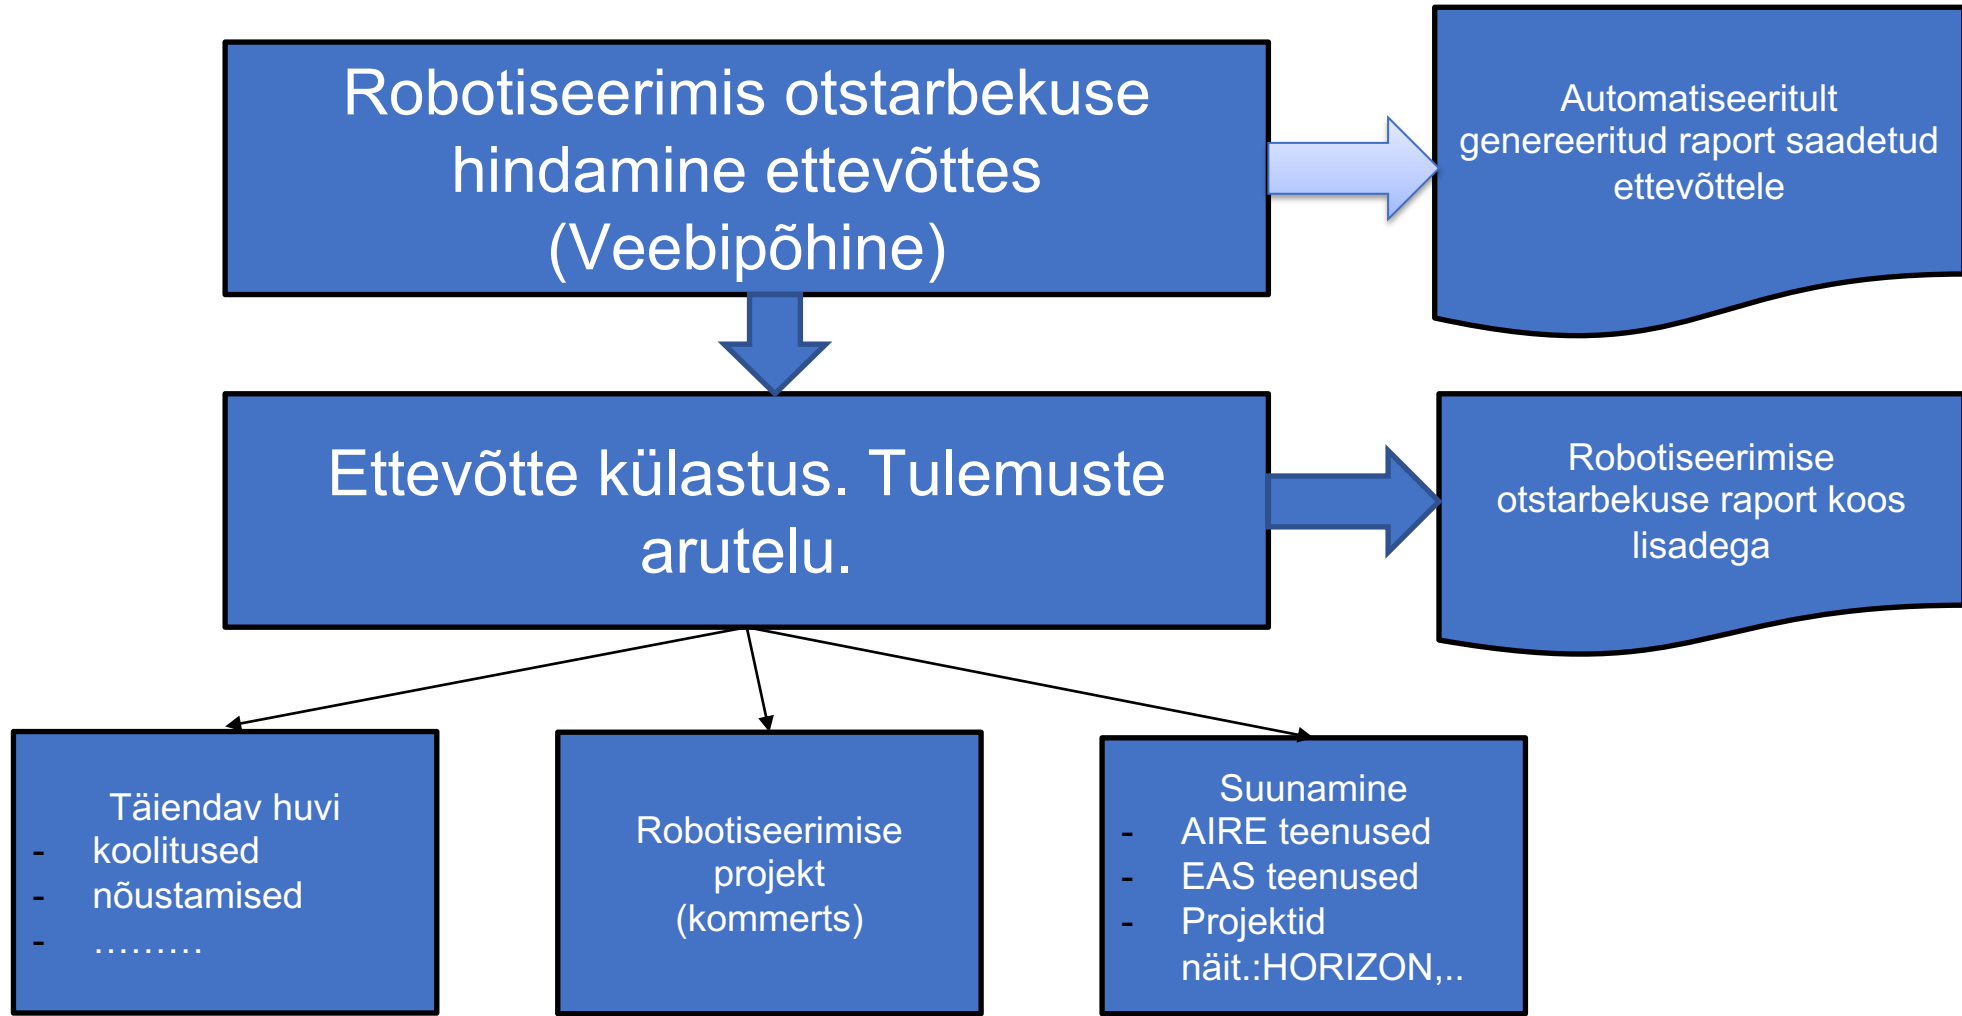 Robotiseerimis otstarbekuse
hindamine ettevõttes
(Veebipõhine)
Automatiseeritult
genereeritud raport saadetud
ettevõttele
Ettevõtte külastus. Tulemuste
arutelu.
Robotiseerimise
otstarbekuse raport koos
lisadega
Täiendav huvi
- koolitused
- nõustamised
- ………
Robotiseerimise
projekt
(kommerts)
Suunamine
- AIRE teenused
- EAS teenused
- Projektid
näit.:HORIZON,..